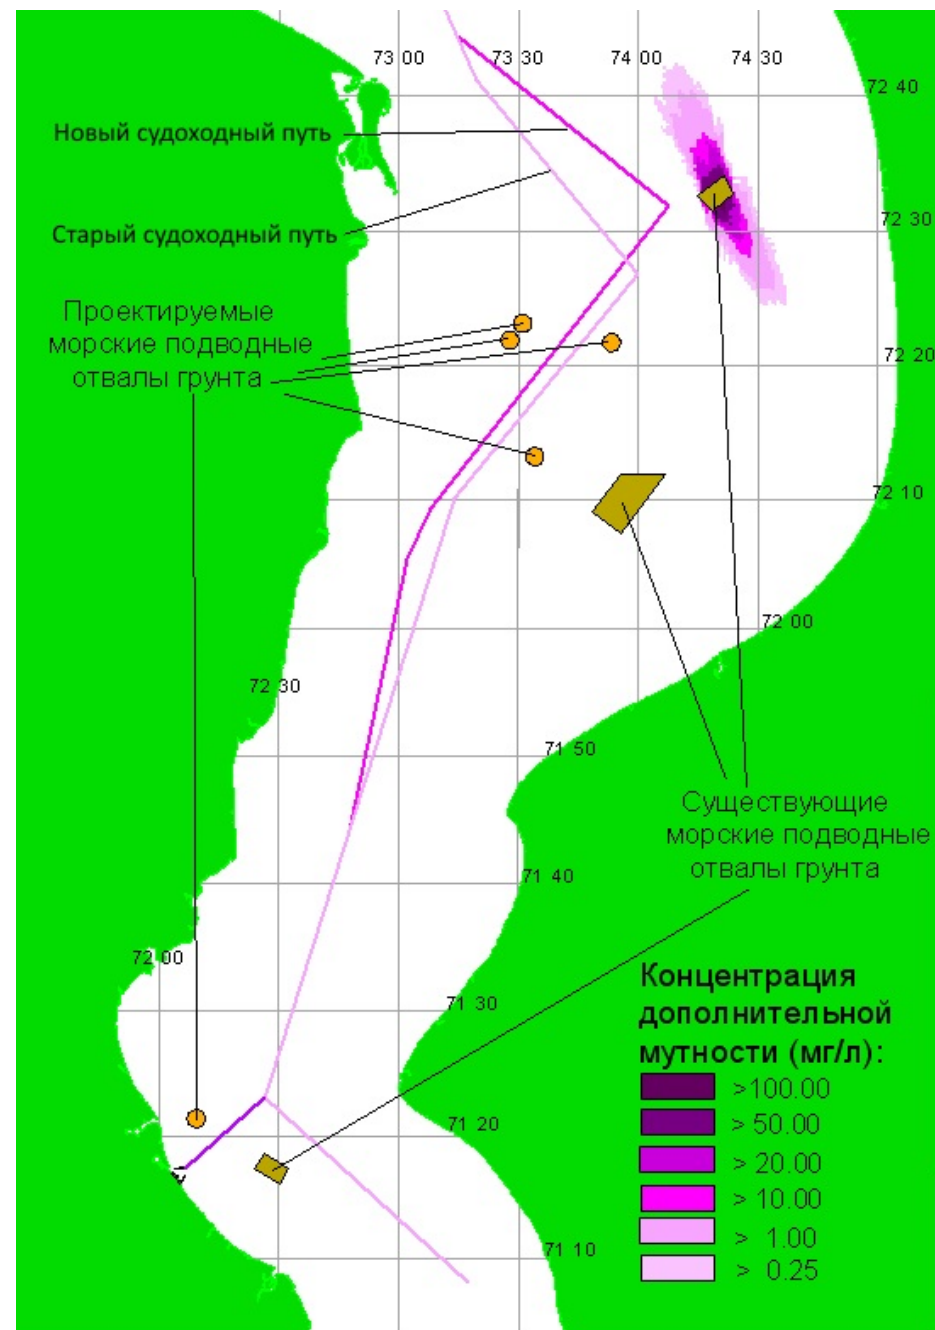 73 00
73 30
74 00
74 30
72 40
Новый судоходный путь
72 30
Старый судоходный путь
Проектируемые
морские подводные
отвалы грунта
72 20
72 10
72 00
72 30
71 50
Существующие
морские подводные
отвалы грунта
71 40
72 00
71 30
71 20
71 10
Концентрация
дополнительной
мутности (мг/л):
>100.00
> 50.00
> 20.00
> 10.00
> 1.00
> 0.25